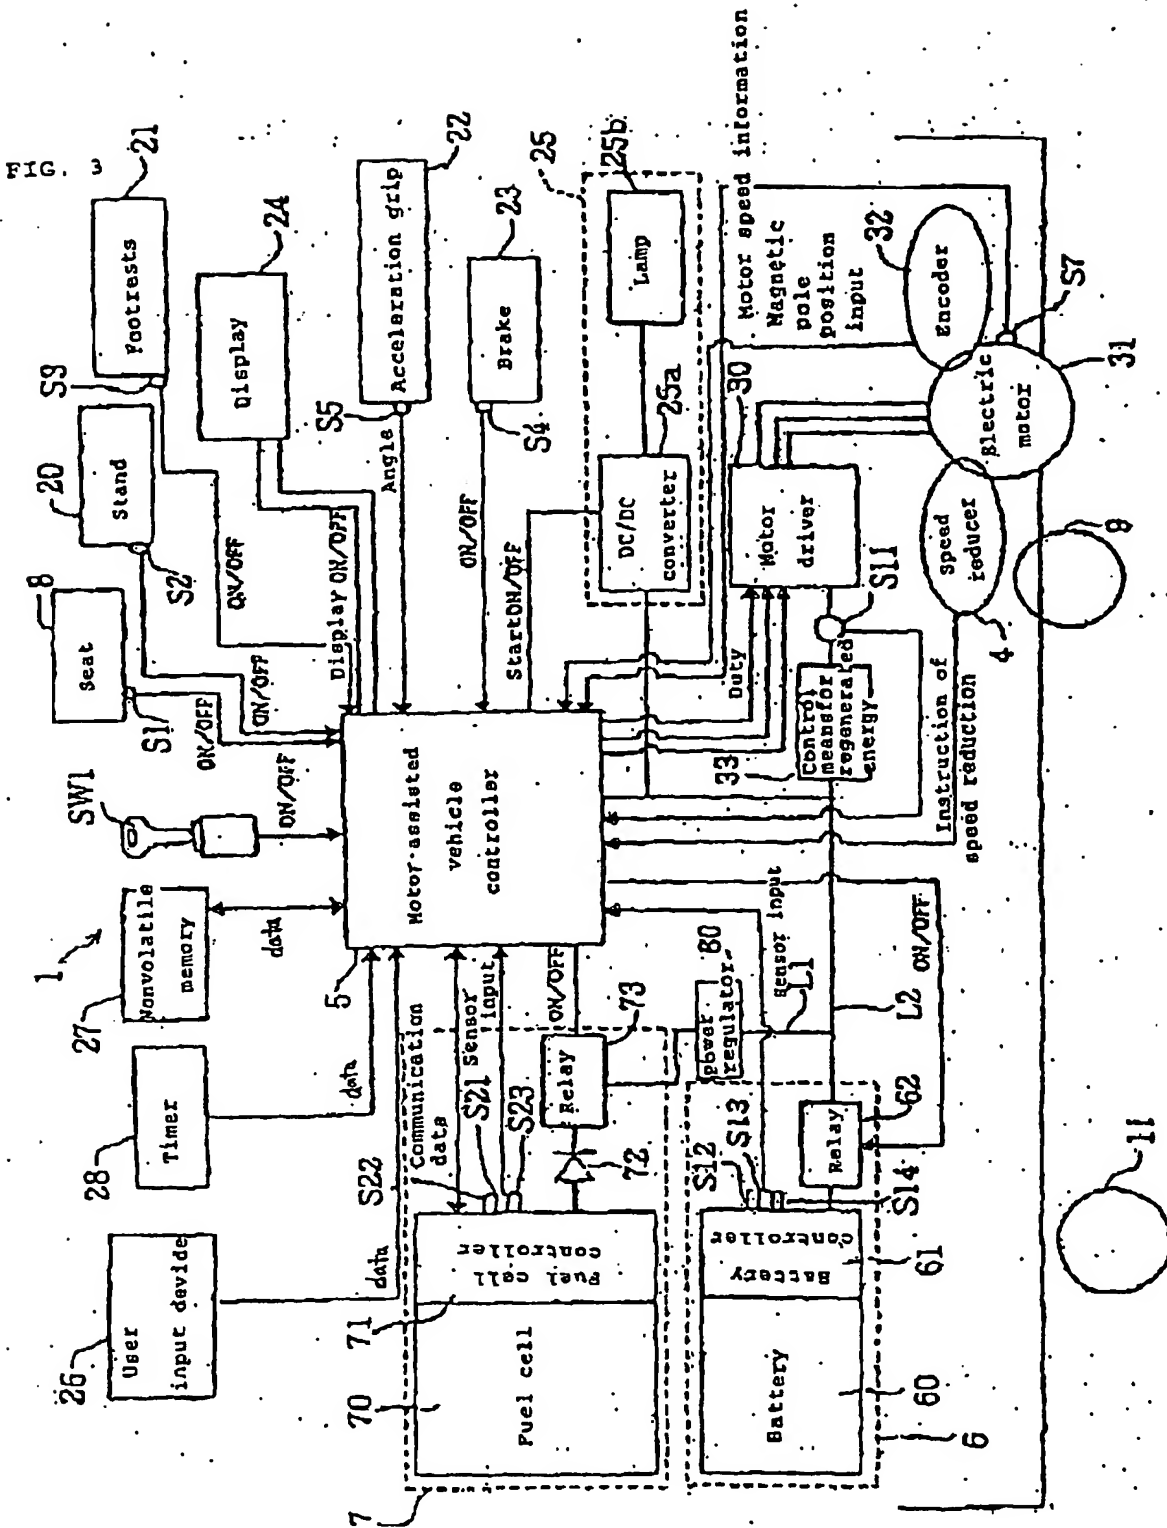 FIG. 3
1
SW1
ON/OFF
Seat
8
S1
ON/OFF
Stand
20
S2
ON/OFF
Footrests
21
S3
ON/OFF
Display
24
Display ON/OFF
Acceleration grip
22
S5
Angle
Brake
23
S4
ON/OFF
25
Lamp
25b
DC/DC
converter
25a
Start ON/OFF
User
input devide
26
data
Timer
28
data
Nonvolatile
memory
27
data
Motor-assisted
vehicle
controller
5
Communication
data
Sensor
input
ON/OFF
S22
S21
S23
Fuel cell
70
Fuel cell
controller
71
72
Relay
73
7
power
regulator
80
Sensor input
L1
L2
ON/OFF
S12
S13
S14
Battery
60
Battery
controller
61
Relay
62
6
33
Control
meansfor
regenerared
energy
S11
Duty
Motor
driver
30
Motor speed information
Magnetic
pole
position
input
Encoder
32
S7
Electric
motor
31
Speed
reducer
4
Instruction of
speed reduction
9
11